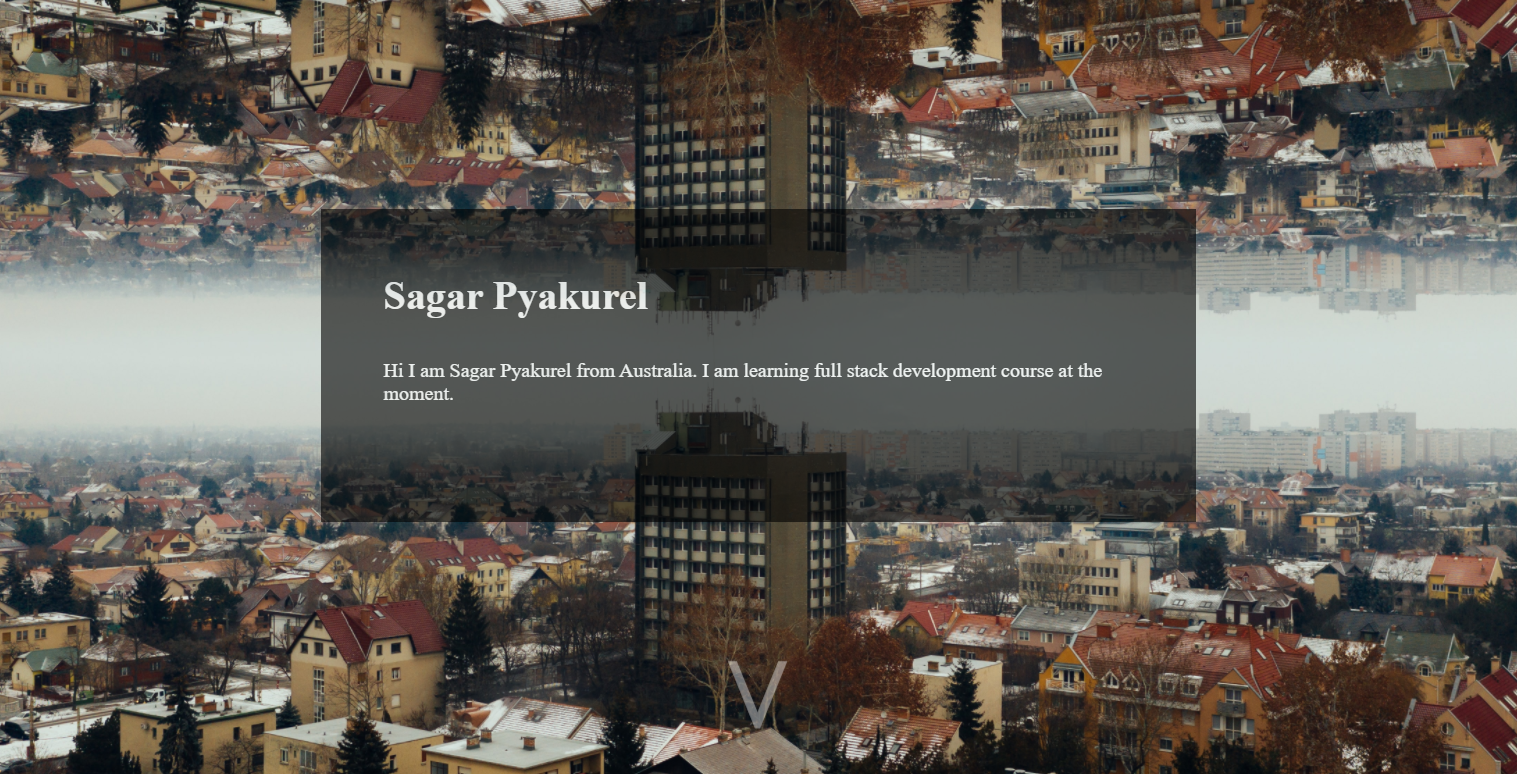 Sagar Pyakurel
Hi I am Sagar Pyakurel from Australia. I am learning full stack development course at the
moment.
V